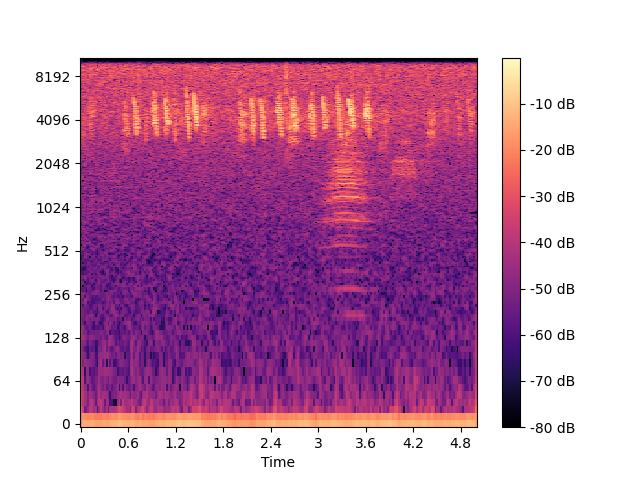 8192
4096
2048
1024
512
256
128
64
0
Hz
0 0.6 1.2 1.8 2.4 3 3.6 4.2 4.8
Time
-10 dB
-20 dB
-30 dB
-40 dB
-50 dB
-60 dB
-70 dB
-80 dB